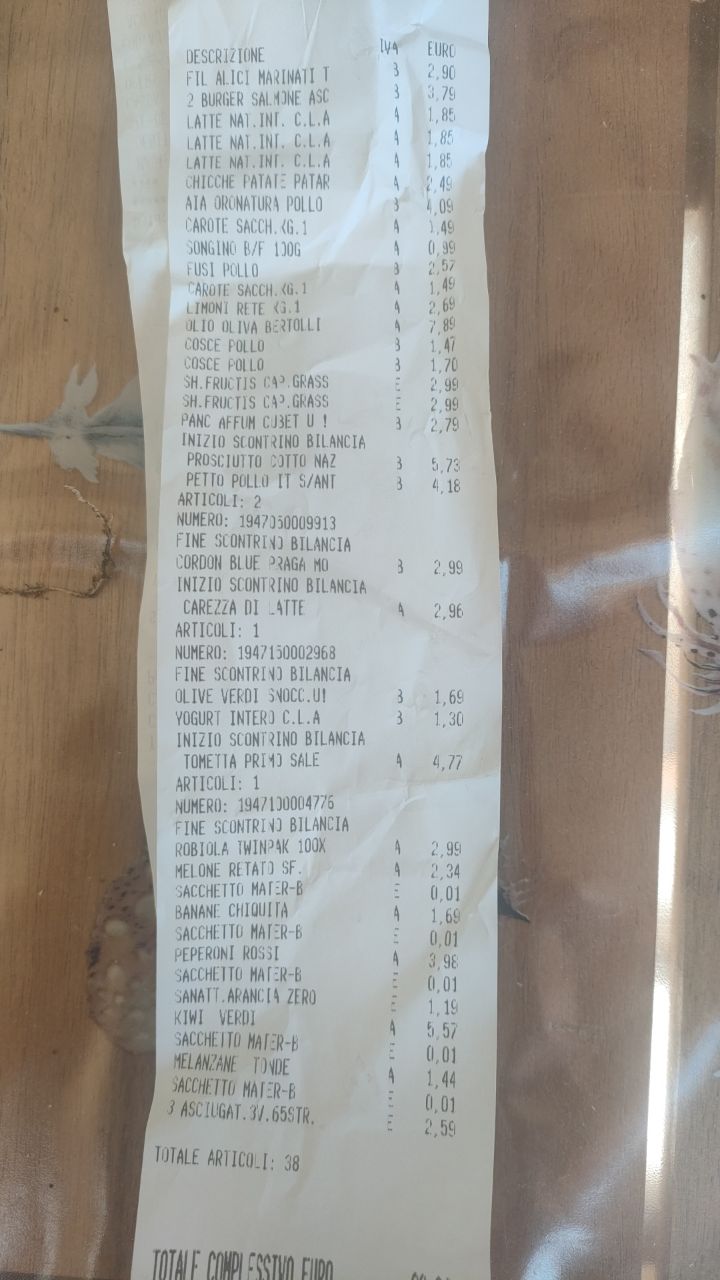 DESCRIZIONE IVA EURO
FIL ALICI MARINATI T B 2,90
2 BURGER SALMONE ASC B 3,79
LATTE NAT.INT. C.L.A A 1,85
LATTE NAT.INT. C.L.A A 1,85
LATTE NAT.INT. C.L.A A 1,85
CHICCHE PATATE PATAR A 2,49
AIA ORONATURA POLLO B 4,09
CAROTE SACCH.KG.1 A 1,49
SONGINO B/F 100G A 0,99
FUSI POLLO B 2,57
CAROTE SACCH.KG.1 A 1,49
LIMONI RETE KG.1 A 2,69
OLIO OLIVA BERTOLLI A 7,89
COSCE POLLO B 1,47
COSCE POLLO B 1,70
SH.FRUCTIS CAP.GRASS E 2,99
SH.FRUCTIS CAP.GRASS E 2,99
PANC AFFUM CUBET U ! B 2,79
INIZIO SCONTRINO BILANCIA
PROSCIUTTO COTTO NAZ B 5,73
PETTO POLLO IT S/ANT B 4,18
ARTICOLI: 2
NUMERO: 1947050009913
FINE SCONTRINO BILANCIA
CORDON BLUE PRAGA MO B 2,99
INIZIO SCONTRINO BILANCIA
CAREZZA DI LATTE A 2,96
ARTICOLI: 1
NUMERO: 1947150002968
FINE SCONTRINO BILANCIA
OLIVE VERDI SNOCC.U! B 1,69
YOGURT INTERO C.L.A B 1,30
INIZIO SCONTRINO BILANCIA
TOMETTA PRIMO SALE A 4,77
ARTICOLI: 1
NUMERO: 1947100004776
FINE SCONTRINO BILANCIA
ROBIOLA TWINPAK 100X A 2,99
MELONE RETATO SF. A 2,34
SACCHETTO MATER-B E 0,01
BANANE CHIQUITA A 1,69
SACCHETTO MATER-B E 0,01
PEPERONI ROSSI A 3,98
SACCHETTO MATER-B E 0,01
SANATT.ARANCIA ZERO E 1,19
KIWI VERDI A 5,57
SACCHETTO MATER-B E 0,01
MELANZANE TONDE A 1,44
SACCHETTO MATER-B E 0,01
3 ASCIUGAT.3V.65STR. E 2,59
TOTALE ARTICOLI: 38
TOTALE COMPLESSIVO EURO